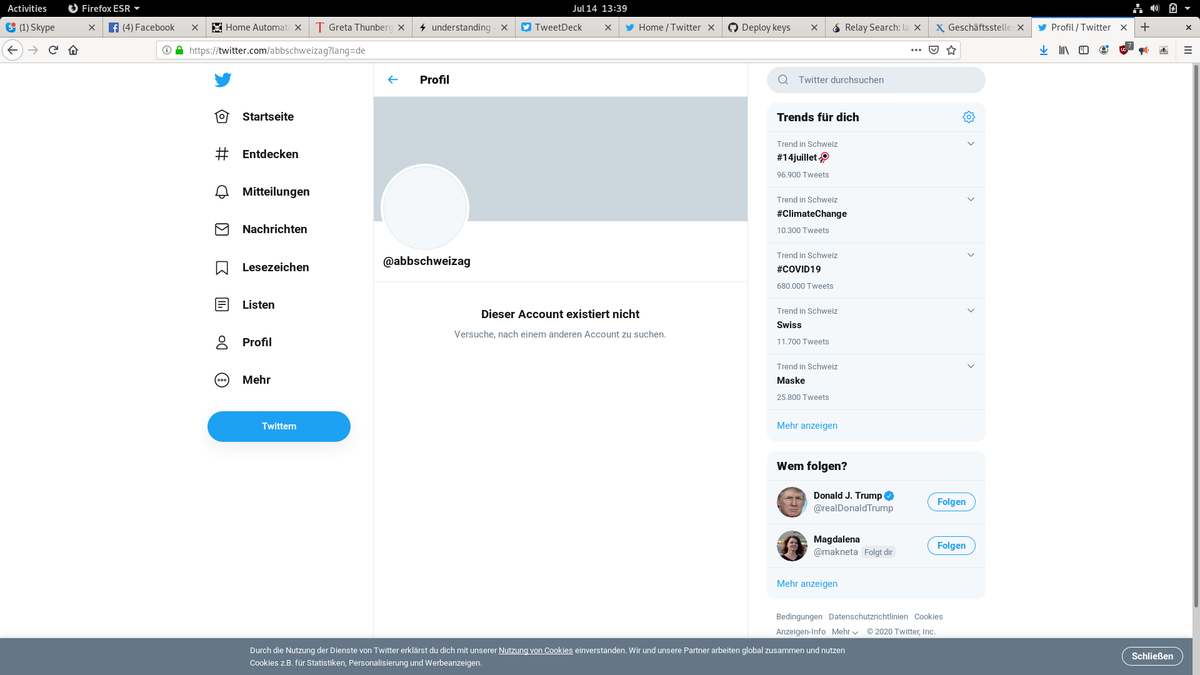 Activities
Firefox ESR
Jul 14 13:39
(1) Skype
(4) Facebook
Home Automati
Greta Thunberg
understanding
TweetDeck
Home / Twitter
Deploy keys
Relay Search: la
Geschäftsstelle
Profil / Twitter
https://twitter.com/abbschweizag?lang=de
7
Profil
Twitter durchsuchen
Startseite
Entdecken
Mitteilungen
Nachrichten
Lesezeichen
Listen
Profil
Mehr
Twittern
@abbschweizag
Dieser Account existiert nicht
Versuche, nach einem anderen Account zu suchen.
Trends für dich
Trend in Schweiz
#14juillet
96.900 Tweets
Trend in Schweiz
#ClimateChange
10.300 Tweets
Trend in Schweiz
#COVID19
680.000 Tweets
Trend in Schweiz
Swiss
11.700 Tweets
Trend in Schweiz
Maske
25.800 Tweets
Mehr anzeigen
Wem folgen?
Donald J. Trump
@realDonaldTrump
Folgen
Magdalena
@makneta Folgt dir
Folgen
Mehr anzeigen
Bedingungen Datenschutzrichtlinien Cookies
Anzeigen-Info Mehr © 2020 Twitter, Inc.
Durch die Nutzung der Dienste von Twitter erklärst du dich mit unserer Nutzung von Cookies einverstanden. Wir und unsere Partner arbeiten global zusammen und nutzen
Cookies z.B. für Statistiken, Personalisierung und Werbeanzeigen.
Schließen